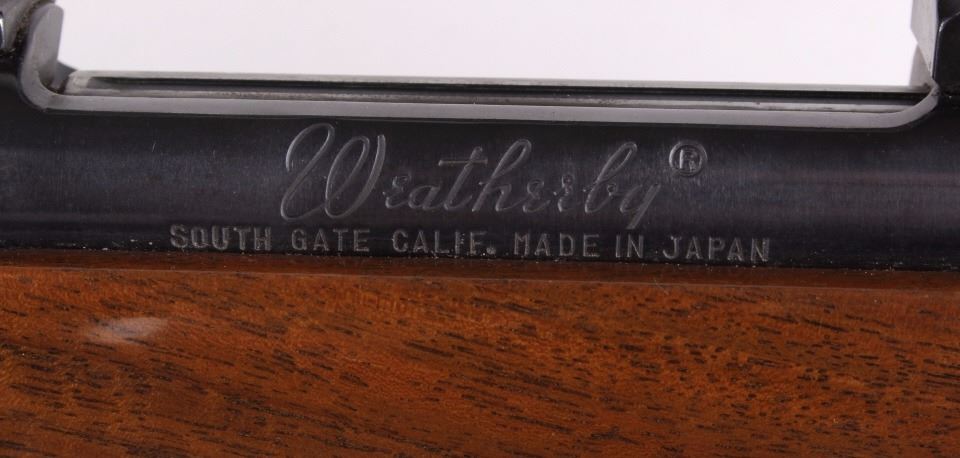 Weatherby®
SOUTH GATE CALIF. MADE IN JAPAN